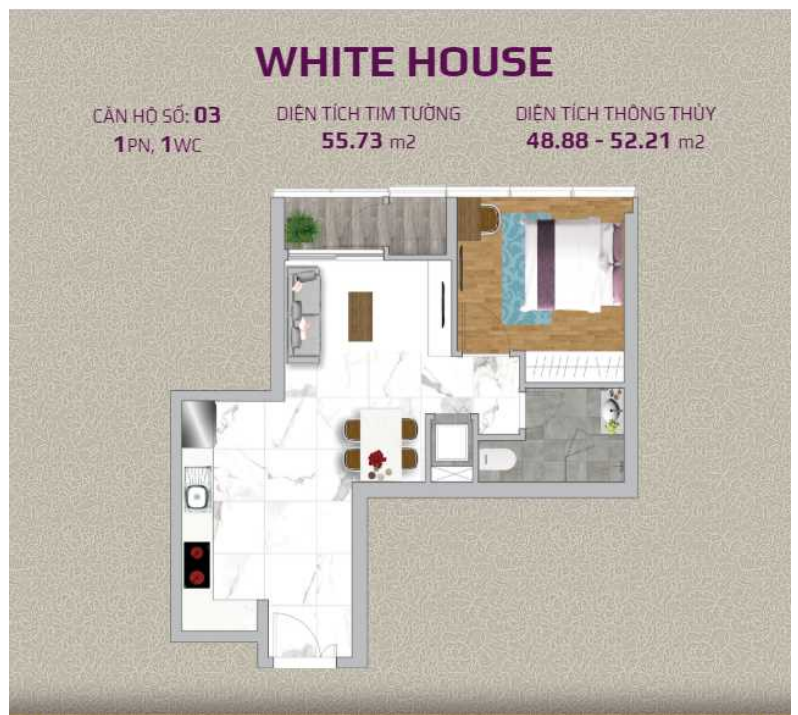 WHITE HOUSE
CĂN HỘ SỐ: 03
1PN, 1WC
DIỆN TÍCH TIM TƯỜNG
55.73 m2
DIỆN TÍCH THÔNG THỦY
48.88 - 52.21 m2